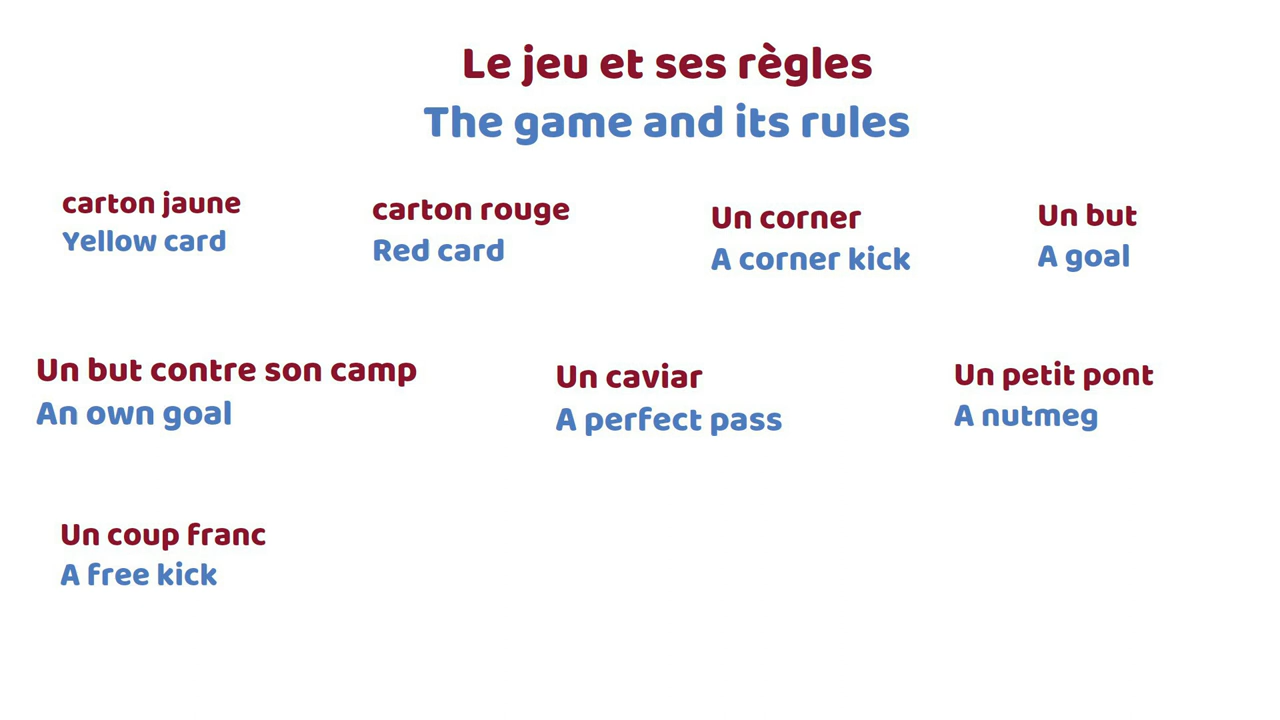 Le jeu et ses règles
The game and its rules
carton jaune
Yellow card
carton rouge
Red card
Un corner
A corner kick
Un but
A goal
Un but contre son camp
An own goal
Un caviar
A perfect pass
Un petit pont
A nutmeg
Un coup franc
A free kick